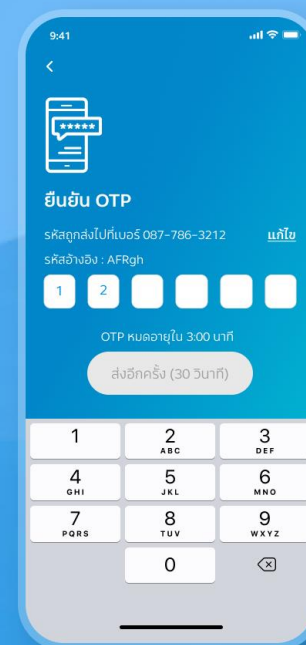 9:41
*****
ยืนยัน OTP
รหัสถูกส่งไปที่เบอร์ 087-786-3212 แก้ไข
รหัสอ้างอิง : AFRgh
1 2
OTP หมดอายุใน 3:00 นาที
ส่งอีกครั้ง (30 วินาที)
1 2 3
ABC DEF
4 5 6
GHI JKL MNO
7 8 9
PQRS TUV WXYZ
0